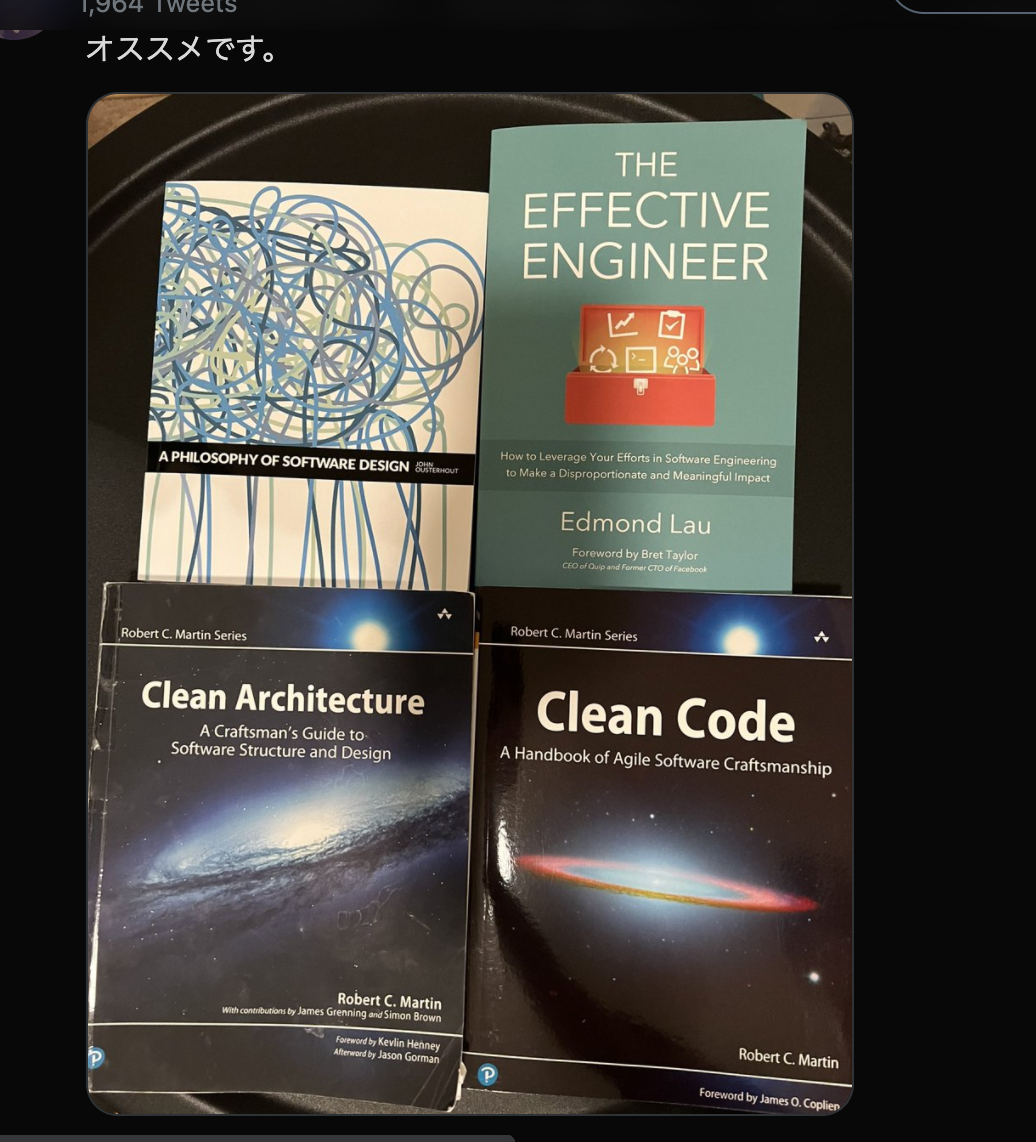 1,964 Tweets
オススメです。
A PHILOSOPHY OF SOFTWARE DESIGN
JOHN
OUSTERHOUT
THE
EFFECTIVE
ENGINEER
How to Leverage Your Efforts in Software Engineering
to Make a Disproportionate and Meaningful Impact
Edmond Lau
Foreword by Bret Taylor
CEO of Quip and Former CTO of Facebook
Robert C. Martin Series
Clean Architecture
A Craftsman's Guide to
Software Structure and Design
Robert C. Martin
With contributions by James Grenning and Simon Brown
Foreword by Kevlin Henney
Afterword by Jason Gorman
P
Robert C. Martin Series
Clean Code
A Handbook of Agile Software Craftsmanship
Robert C. Martin
P
Foreword by James O. Coplien